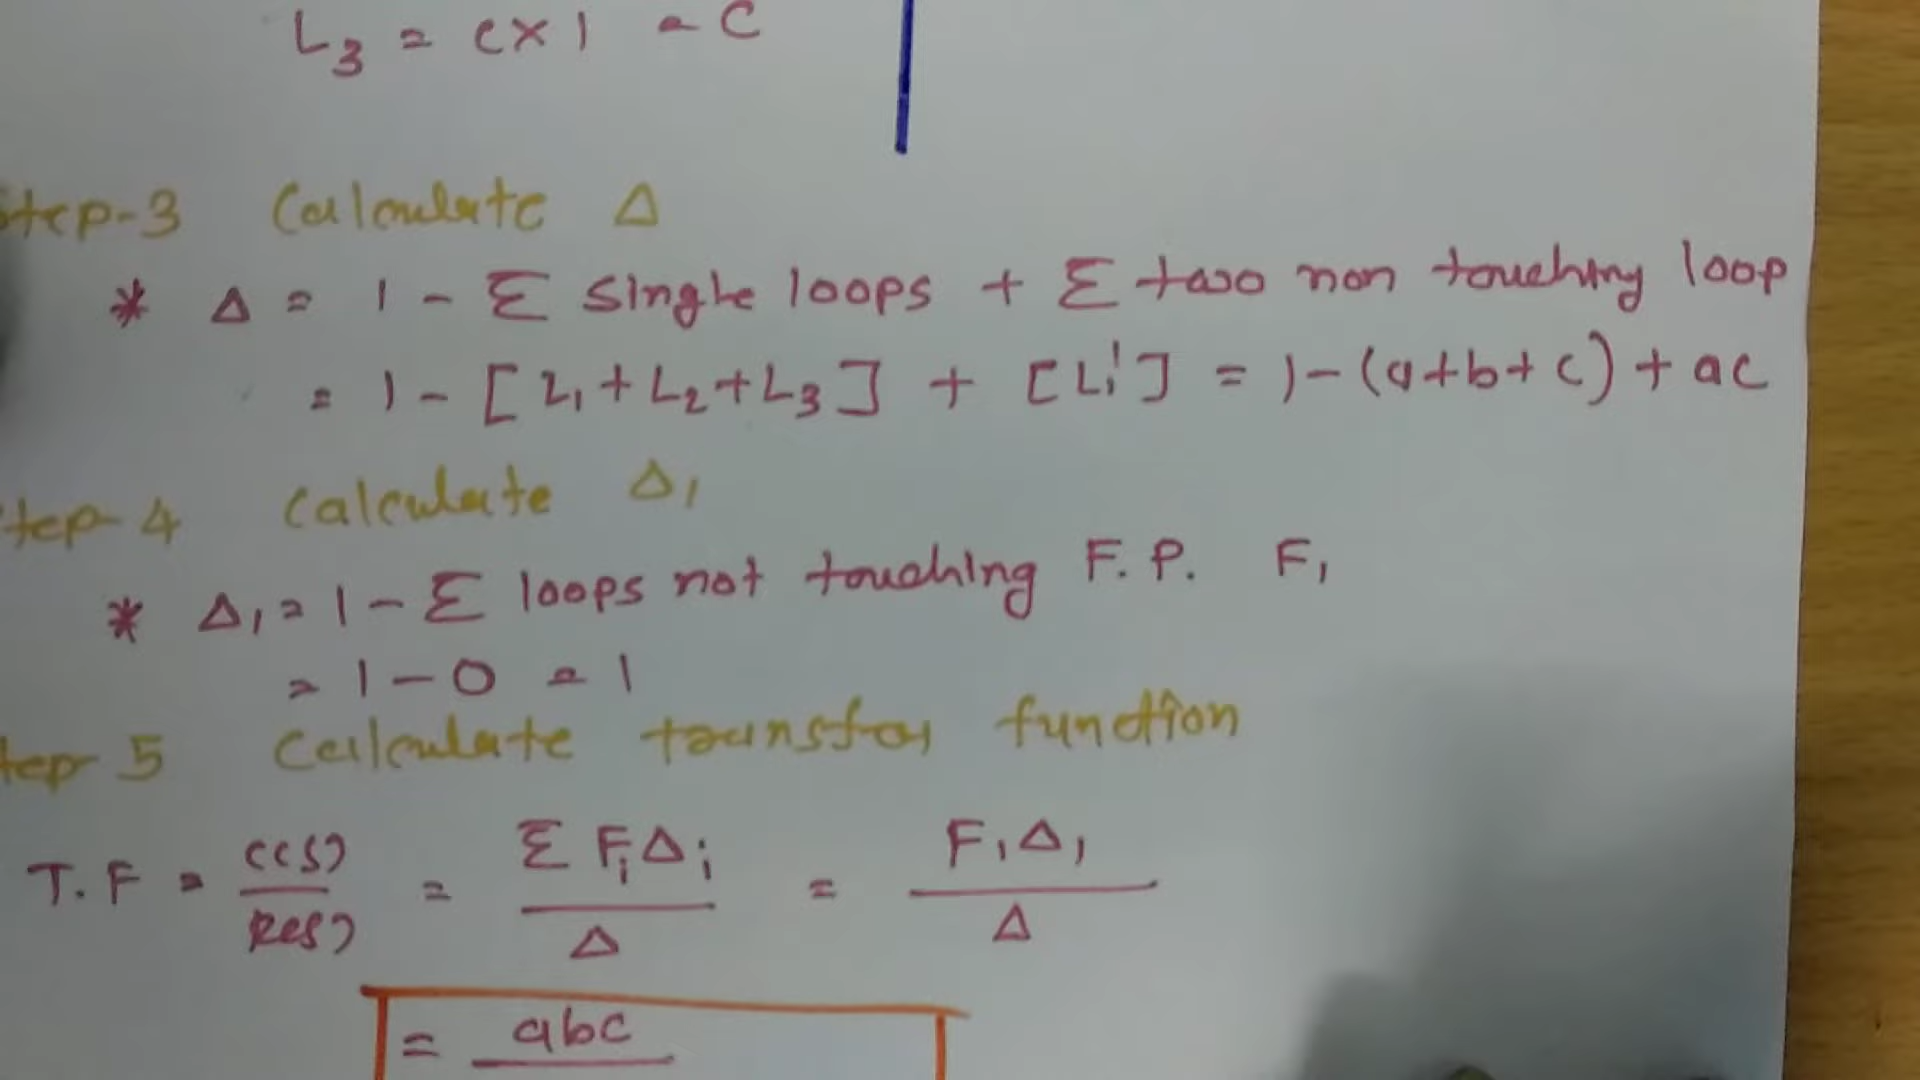 L₃ = c×1 = c
Step-3 Calculate Δ
* Δ = 1 - Σ single loops + Σ two non touching loop
= 1 - [L₁+L₂+L₃] + [L₁'] = 1-(a+b+c)+ac
Step-4 Calculate Δ₁
* Δ₁ = 1 - Σ loops not touching F.P. F₁
= 1 - 0 = 1
Step-5 Calculate transfor function
T.F = C(s)/R(s) = Σ FᵢΔᵢ/Δ = F₁Δ₁/Δ
= abc